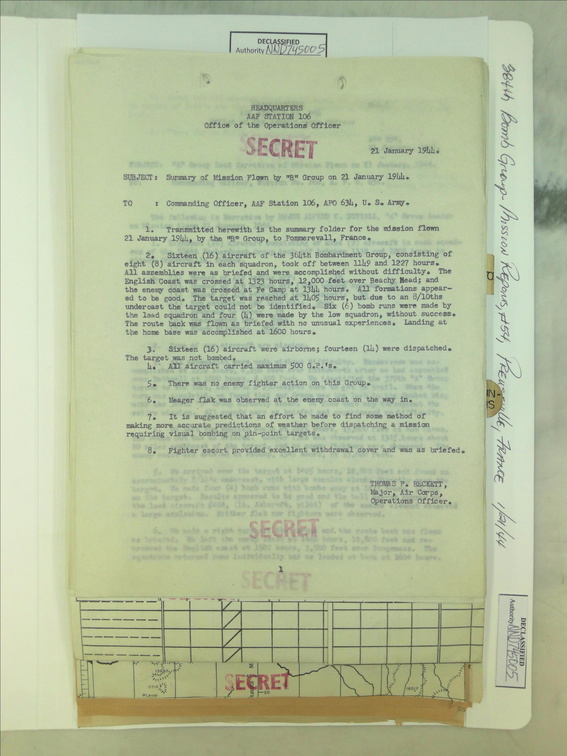 DECLASSIFIED
Authority NND745005
HEADQUARTERS
AAF STATION 106
Office of the Operations Officer
SECRET
21 January 1944.
SUBJECT: Summary of Mission Flown by "B" Group on 21 January 1944.
TO : Commanding Officer, AAF Station 106, APO 634, U. S. Army.
1. Transmitted herewith is the summary folder for the mission flown
21 January 1944, by the "B" Group, to Pommerevall, France.
2. Sixteen (16) aircraft of the 384th Bombardment Group, consisting of
eight (8) aircraft in each squadron, took off between 1149 and 1227 hours.
All assemblies were as briefed and were accomplished without difficulty. The
English Coast was crossed at 1323 hours, 12,000 feet over Beachy Head; and
the enemy coast was crossed at Fe Camp at 1344 hours. All formations appear-
ed to be good. The target was reached at 1405 hours, but due to an 8/10ths
undercast the target could not be identified. Six (6) bomb runs were made by
the lead squadron and four (4) were made by the low squadron, without success.
The route back was flown as briefed with no unusual experiences. Landing at
the home base was accomplished at 1600 hours.
3. Sixteen (16) aircraft were airborne; fourteen (14) were dispatched.
The target was not bombed.
4. All aircraft carried maximum 500 G.P.'s.
5. There was no enemy fighter action on this Group.
6. Meager flak was observed at the enemy coast on the way in.
7. It is suggested that an effort be made to find some method of
making more accurate predictions of weather before dispatching a mission
requiring visual bombing on pin-point targets.
8. Fighter escort provided excellent withdrawal cover and was as briefed.
THOMAS P. BECKETT,
Major, Air Corps,
Operations Officer.
SECRET
1
SECRET
SECRET
384th Bomb Group - Mission Reports,
FRANCE 1/21/44
DECLASSIFIED
Authority NND745005